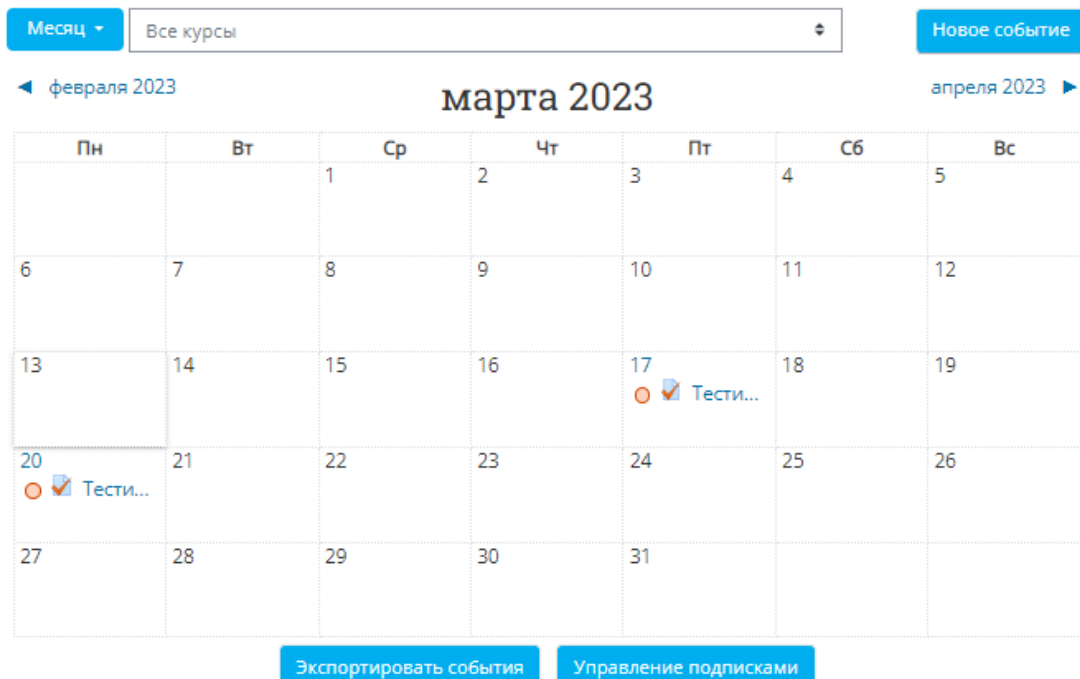 Месяц Все курсы Новое событие
февраля 2023 марта 2023 апреля 2023
Пн Вт Ср Чт Пт Сб Вс
1 2 3 4 5
6 7 8 9 10 11 12
13 14 15 16 17 18 19
Тести...
20 21 22 23 24 25 26
Тести...
27 28 29 30 31
Экспортировать события Управление подписками